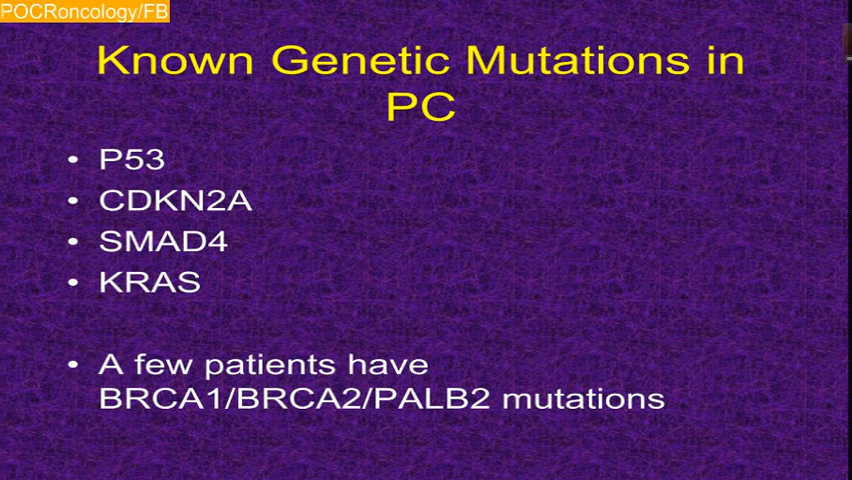 POCRoncology/FB
Known Genetic Mutations in
PC
• P53
• CDKN2A
• SMAD4
• KRAS
• A few patients have
BRCA1/BRCA2/PALB2 mutations